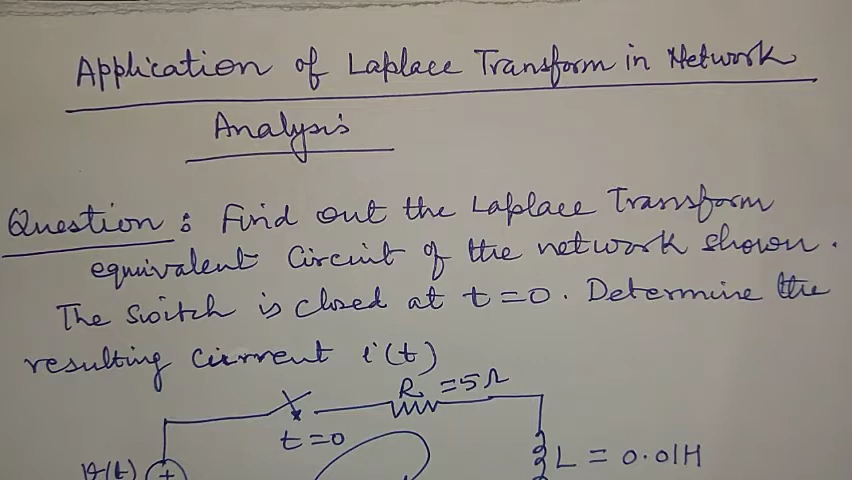 Application of Laplace Transform in Network
Analysis
Question : Find out the Laplace Transform
equivalent Circuit of the network shown.
The switch is closed at t=0. Determine the
resulting current i(t)
R =5Ω
t=0
L = 0.01H
v(t)
+